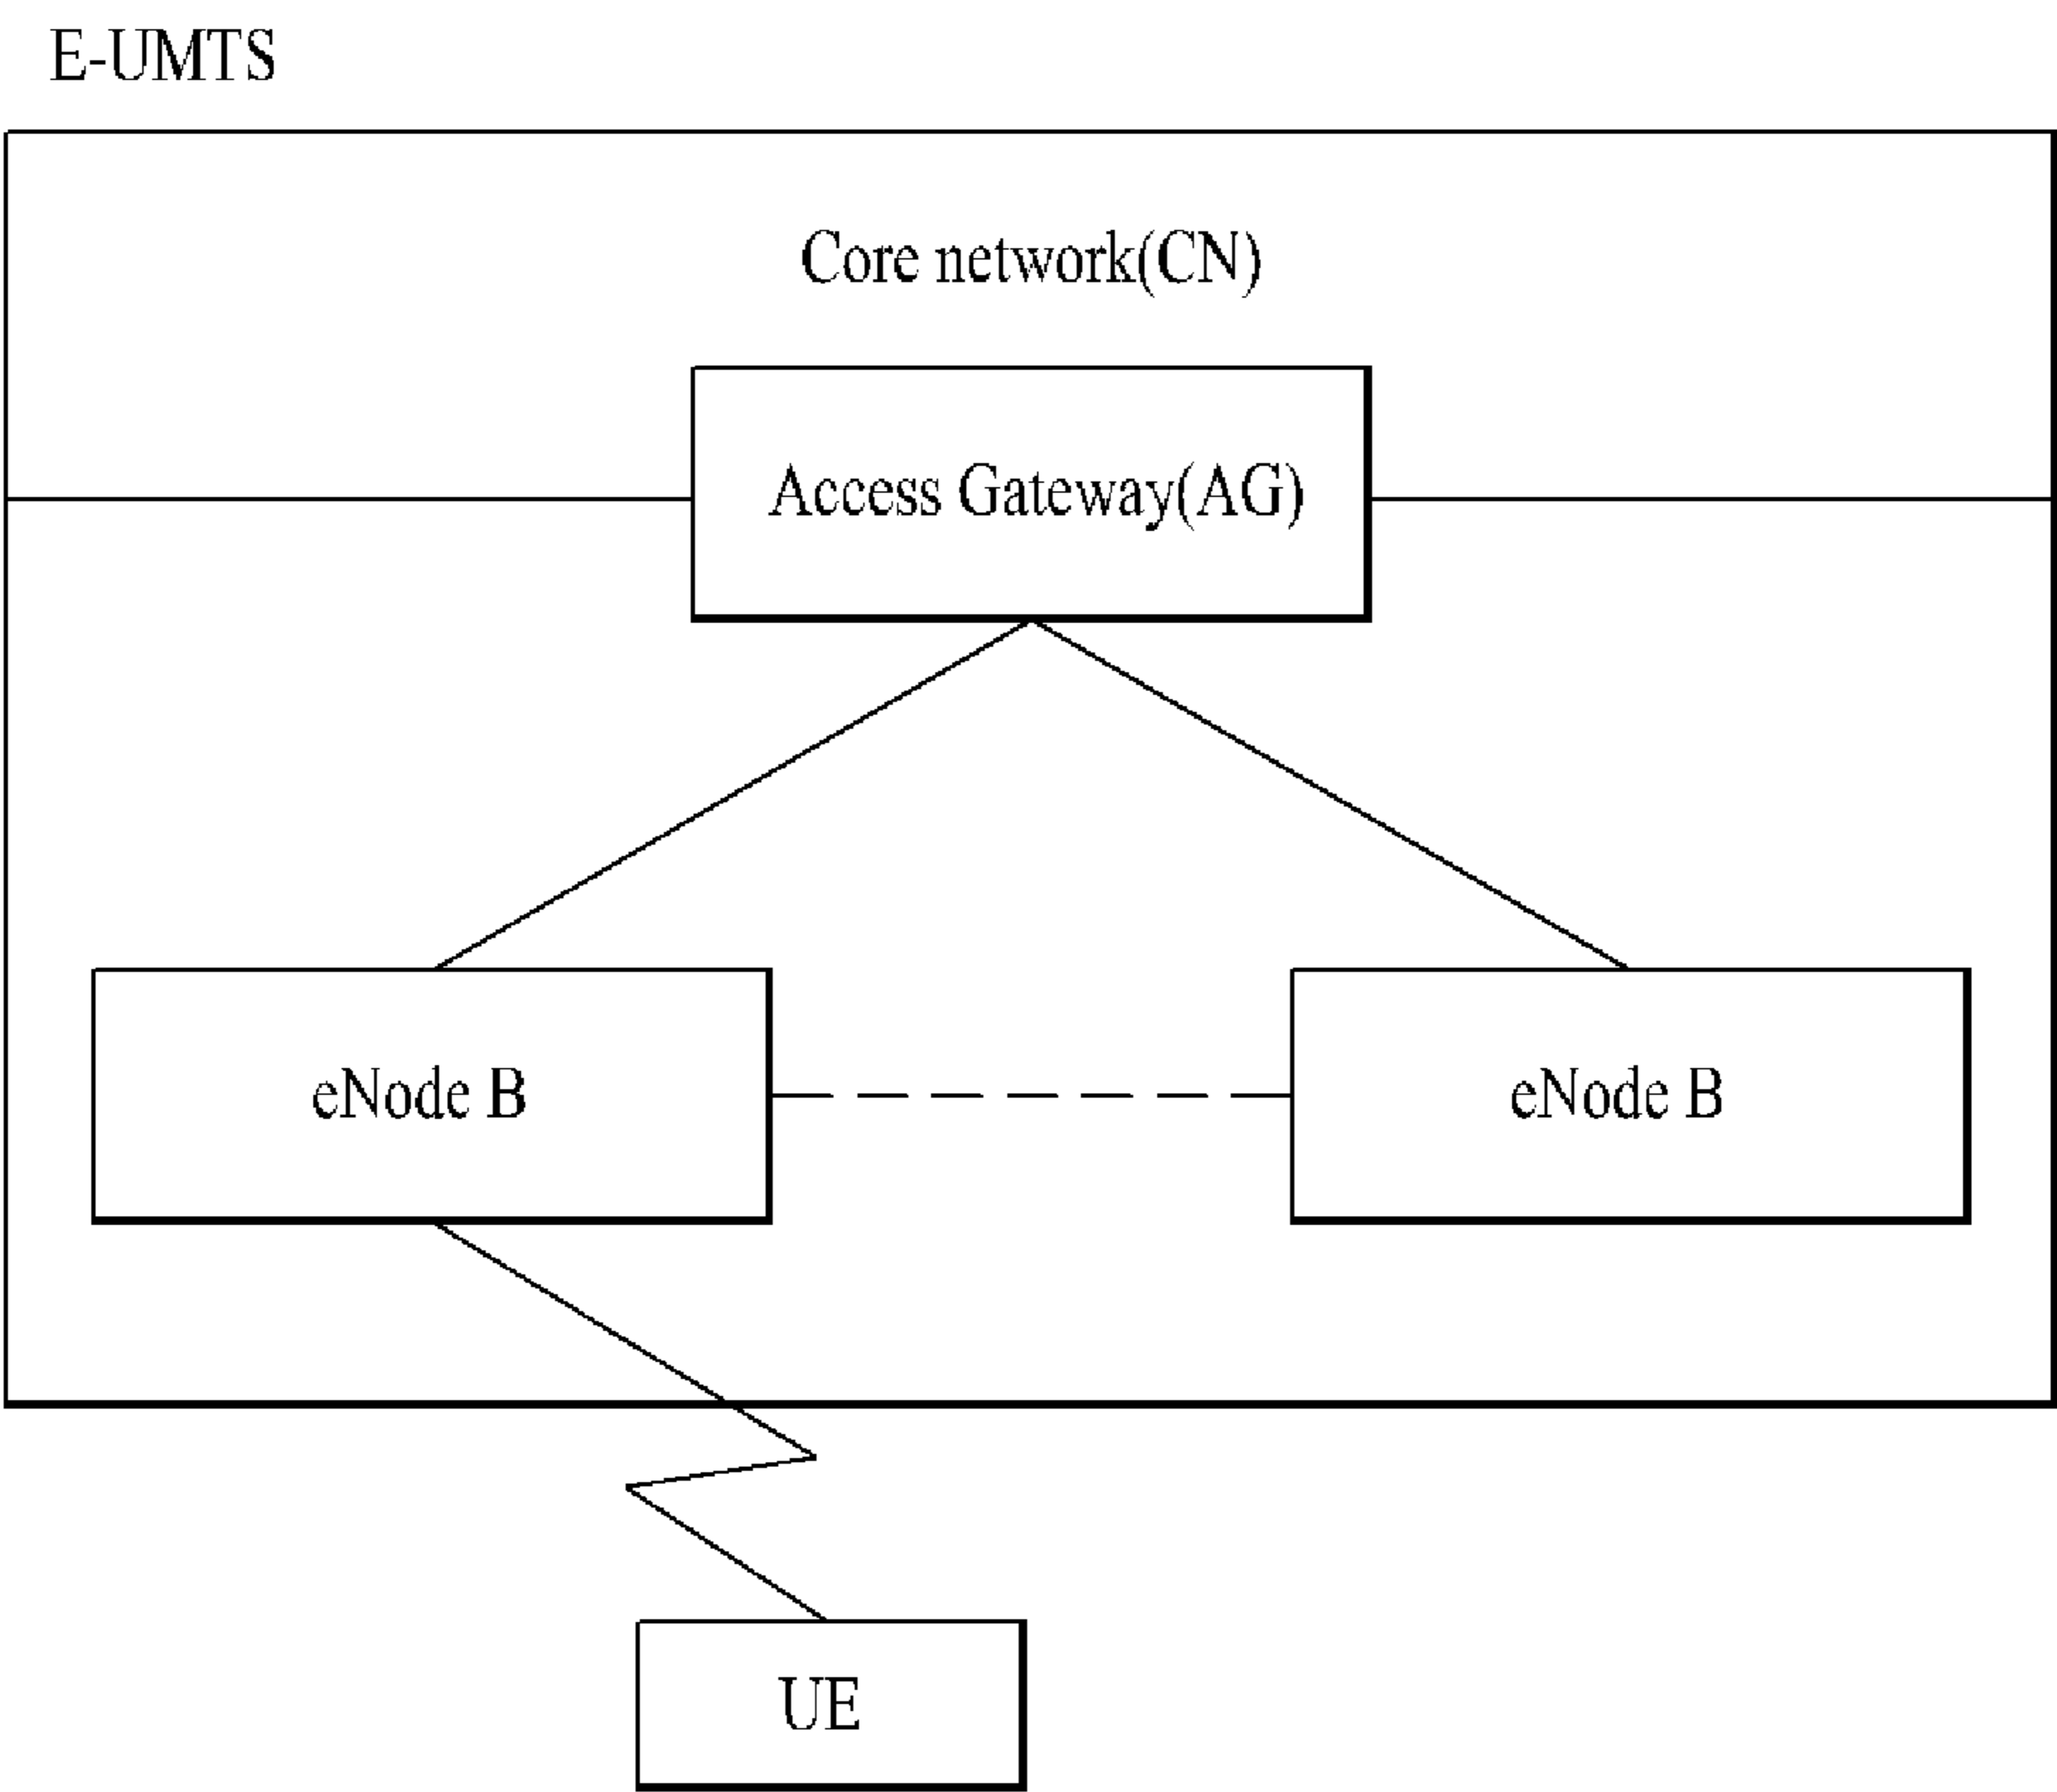 E-UMTS
Core network(CN)
Access Gateway(AG)
eNode B
eNode B
UE